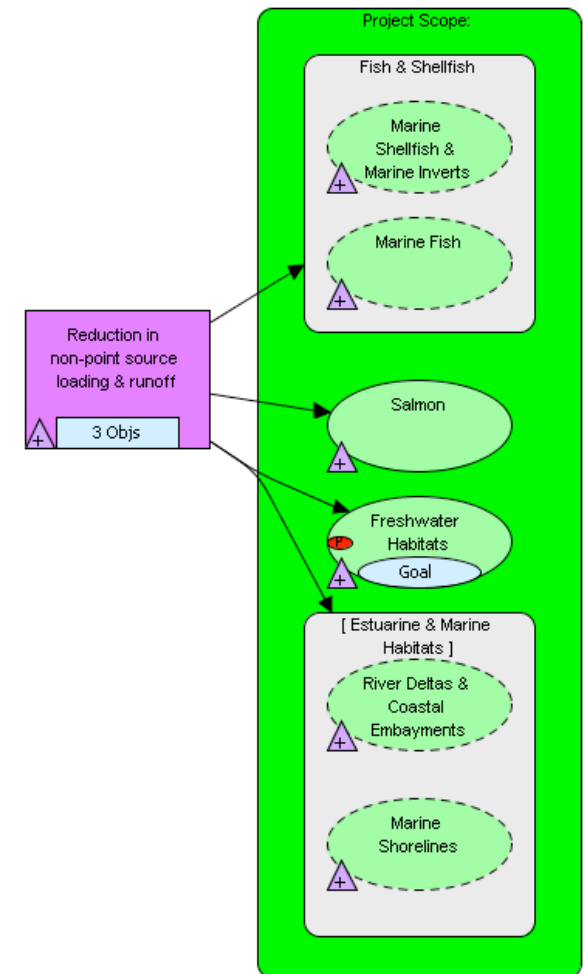 Project Scope:
Fish & Shellfish
Marine
Shellfish &
Marine Inverts
+
Marine Fish
+
Reduction in
non-point source
loading & runoff
+
3 Objs
Salmon
+
Freshwater
Habitats
P
+
Goal
[ Estuarine & Marine
Habitats ]
River Deltas &
Coastal
Embayments
+
Marine
Shorelines
+